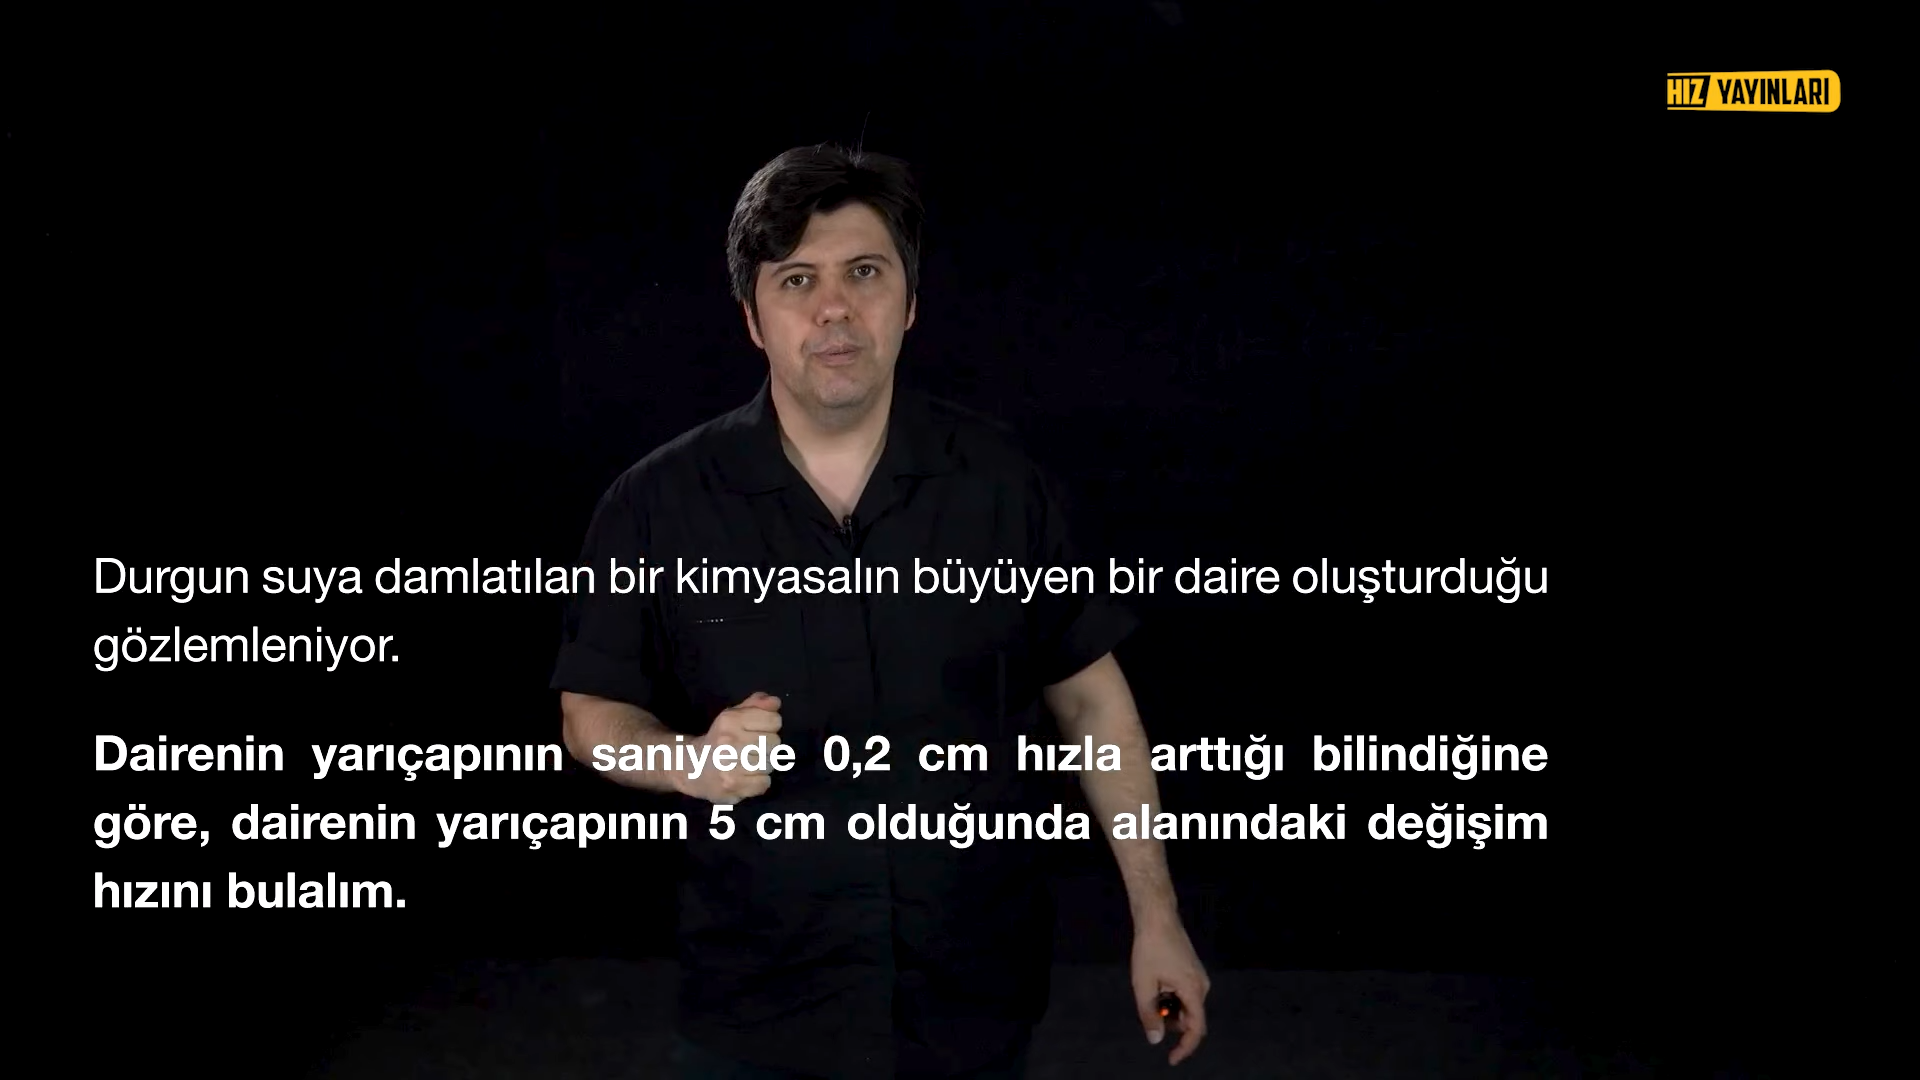 HIZ YAYINLARI
Durgun suya damlatılan bir kimyasalın büyüyen bir daire oluşturduğu
gözlemleniyor.
Dairenin yarıçapının saniyede 0,2 cm hızla arttığı bilindiğine
göre, dairenin yarıçapının 5 cm olduğunda alanındaki değişim
hızını bulalım.